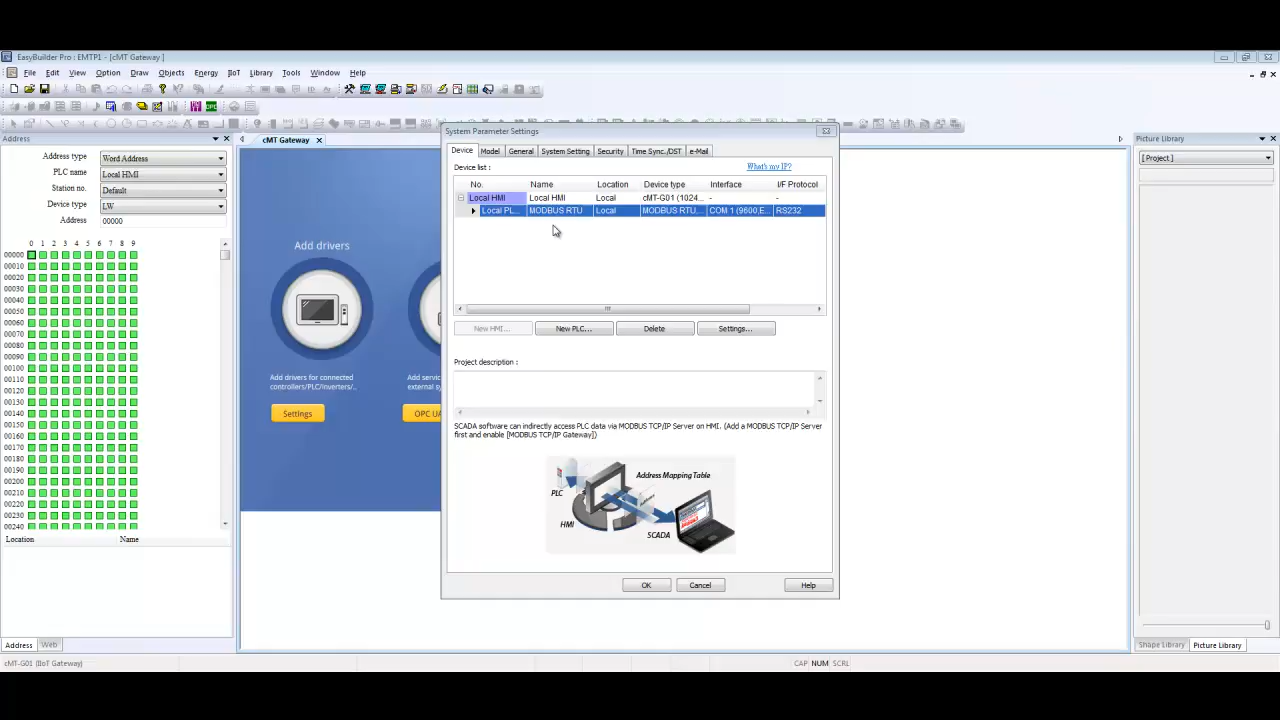 EasyBuilder Pro : EMTP1 - [cMT Gateway ]
File Edit View Option Draw Objects Energy IIoT Library Tools Window Help
Address
cMT Gateway
Picture Library
Address type Word Address
PLC name Local HMI
Station no. Default
Device type LW
Address 00000
0 1 2 3 4 5 6 7 8 9
00000
00010
00020
00030
00040
00050
00060
00070
00080
00090
00100
00110
00120
00130
00140
00150
00160
00170
00180
00190
00200
00210
00220
00230
00240
Location Name
Address Web
Add drivers
Add drivers for connected
controllers/PLC/inverters/..
Settings
Add servic
external sy
OPC UA
System Parameter Settings
Device Model General System Setting Security Time Sync./DST e-Mail
Device list : What's my IP?
No. Name Location Device type Interface I/F Protocol
Local HMI Local HMI Local cMT-G01 (1024... - -
Local PL... MODBUS RTU Local MODBUS RTU... COM 1 (9600,E... RS232
New HMI... New PLC... Delete Settings...
Project description :
SCADA software can indirectly access PLC data via MODBUS TCP/IP Server on HMI. (Add a MODBUS TCP/IP Server
first and enable [MODBUS TCP/IP Gateway])
PLC
Address Mapping Table
HMI
SCADA
OK Cancel Help
[ Project ]
Shape Library Picture Library
cMT-G01 (IIoT Gateway)
CAP NUM SCRL